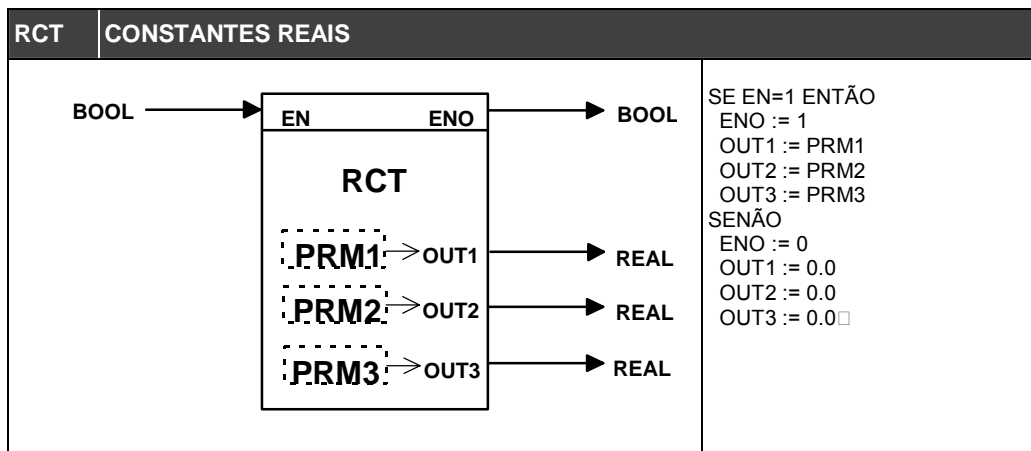 RCT CONSTANTES REAIS
BOOL EN ENO BOOL
RCT
PRM1 OUT1 REAL
PRM2 OUT2 REAL
PRM3 OUT3 REAL
SE EN=1 ENTÃO
ENO := 1
OUT1 := PRM1
OUT2 := PRM2
OUT3 := PRM3
SENÃO
ENO := 0
OUT1 := 0.0
OUT2 := 0.0
OUT3 := 0.0□